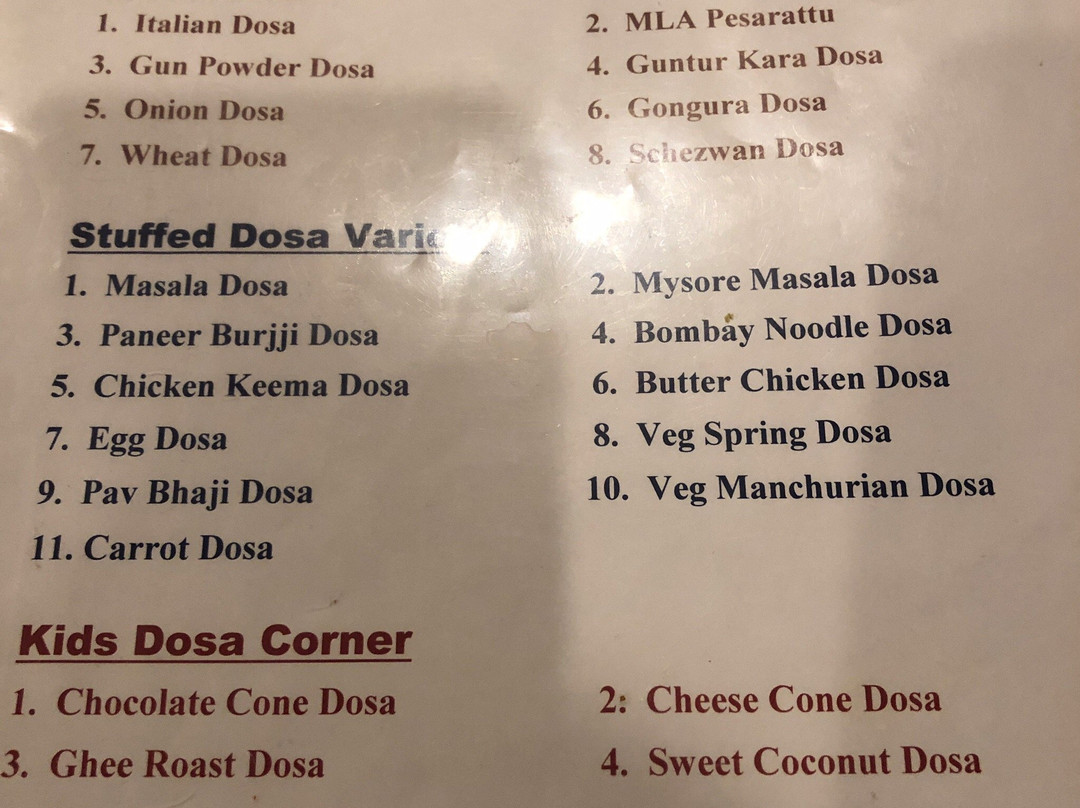 1. Italian Dosa 2. MLA Pesarattu
3. Gun Powder Dosa 4. Guntur Kara Dosa
5. Onion Dosa 6. Gongura Dosa
7. Wheat Dosa 8. Schezwan Dosa
Stuffed Dosa
1. Masala Dosa 2. Mysore Masala Dosa
3. Paneer Burjji Dosa 4. Bombay Noodle Dosa
5. Chicken Keema Dosa 6. Butter Chicken Dosa
7. Egg Dosa 8. Veg Spring Dosa
9. Pav Bhaji Dosa 10. Veg Manchurian Dosa
11. Carrot Dosa
Kids Dosa Corner
1. Chocolate Cone Dosa 2: Cheese Cone Dosa
3. Ghee Roast Dosa 4. Sweet Coconut Dosa